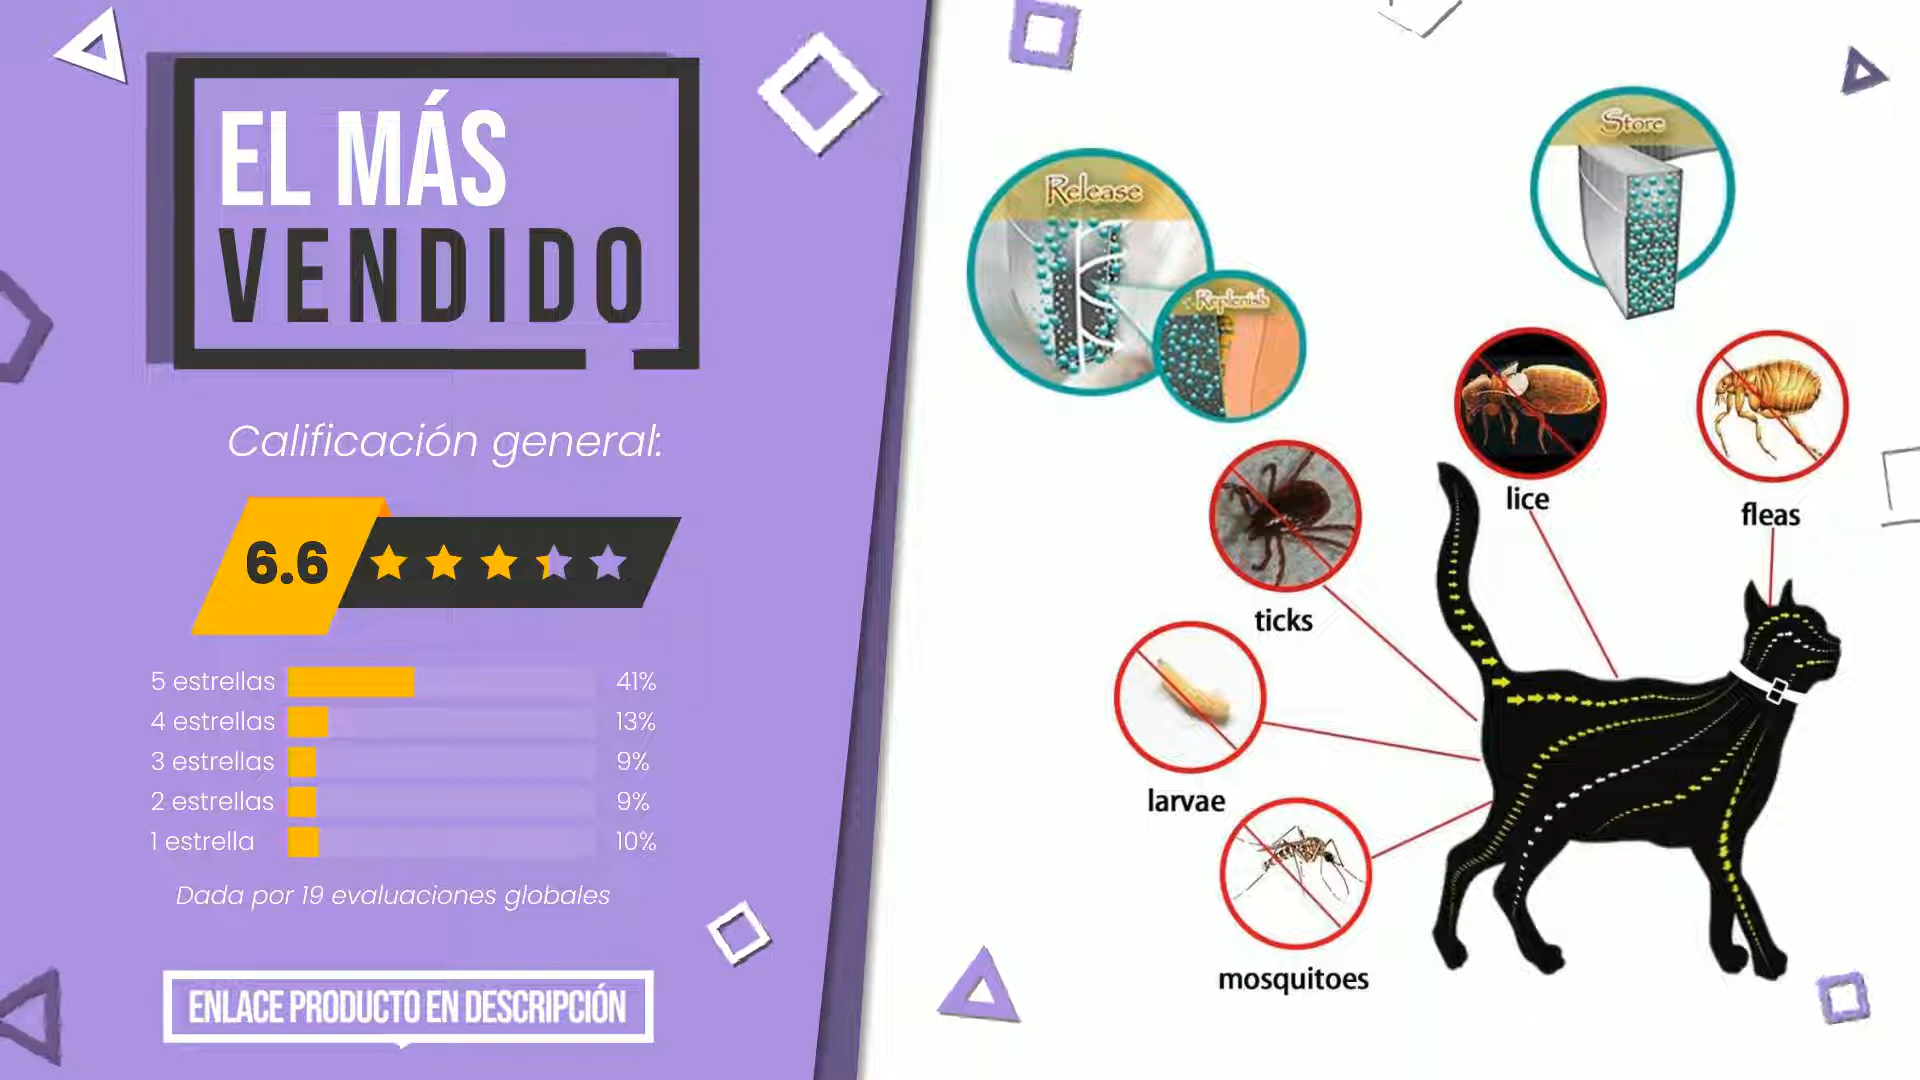 EL MÁS
VENDIDO
Calificación general:
6.6
5 estrellas 41%
4 estrellas 13%
3 estrellas 9%
2 estrellas 9%
1 estrella 10%
Dada por 19 evaluaciones globales
ENLACE PRODUCTO EN DESCRIPCIÓN
Release
Replenish
Store
lice
fleas
ticks
larvae
mosquitoes